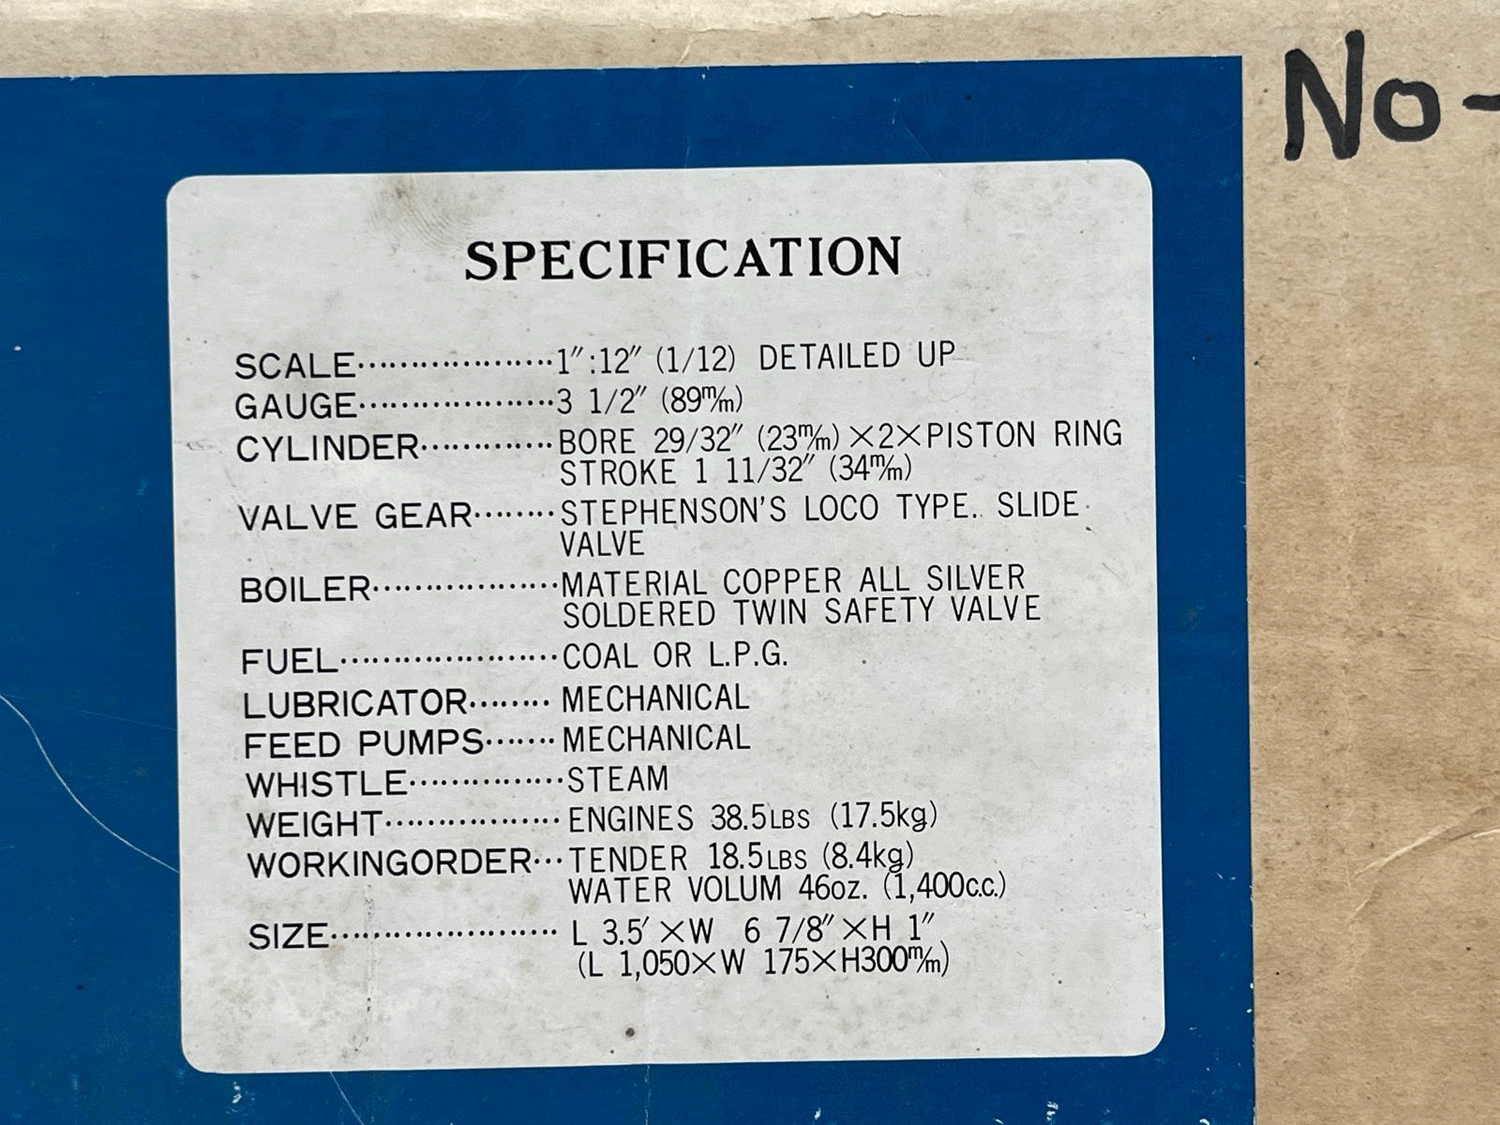 No-
SPECIFICATION
SCALE····················1″:12″ (1/12) DETAILED UP
GAUGE····················3 1/2″ (89m/m)
CYLINDER·············BORE 29/32″ (23m/m)×2×PISTON RING
STROKE 1 11/32″ (34m/m)
VALVE GEAR········STEPHENSON'S LOCO TYPE. SLIDE
VALVE
BOILER···················MATERIAL COPPER ALL SILVER
SOLDERED TWIN SAFETY VALVE
FUEL······················COAL OR L.P.G.
LUBRICATOR········MECHANICAL
FEED PUMPS·······MECHANICAL
WHISTLE···············STEAM
WEIGHT·················ENGINES 38.5LBS (17.5kg)
WORKINGORDER···TENDER 18.5LBS (8.4kg)
WATER VOLUM 46oz. (1,400c.c.)
SIZE·······················L 3.5′×W 6 7/8″×H 1″
(L 1,050×W 175×H300m/m)